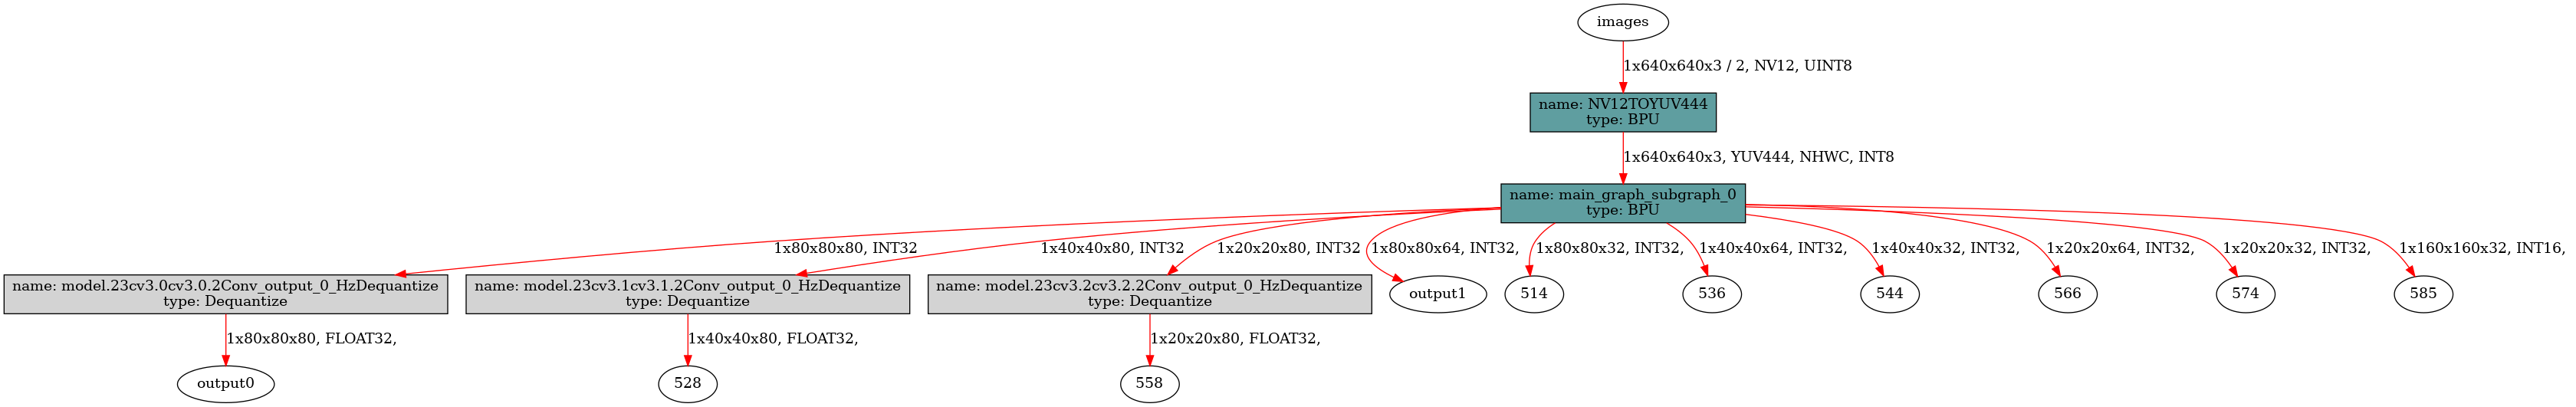 images
1x640x640x3 / 2, NV12, UINT8
name: NV12TOYUV444
type: BPU
1x640x640x3, YUV444, NHWC, INT8
name: main_graph_subgraph_0
type: BPU
1x80x80x80, INT32
1x40x40x80, INT32
1x20x20x80, INT32
1x80x80x64, INT32,
1x80x80x32, INT32,
1x40x40x64, INT32,
1x40x40x32, INT32,
1x20x20x64, INT32,
1x20x20x32, INT32,
1x160x160x32, INT16,
name: model.23cv3.0cv3.0.2Conv_output_0_HzDequantize
type: Dequantize
name: model.23cv3.1cv3.1.2Conv_output_0_HzDequantize
type: Dequantize
name: model.23cv3.2cv3.2.2Conv_output_0_HzDequantize
type: Dequantize
output1
514
536
544
566
574
585
1x80x80x80, FLOAT32,
1x40x40x80, FLOAT32,
1x20x20x80, FLOAT32,
output0
528
558